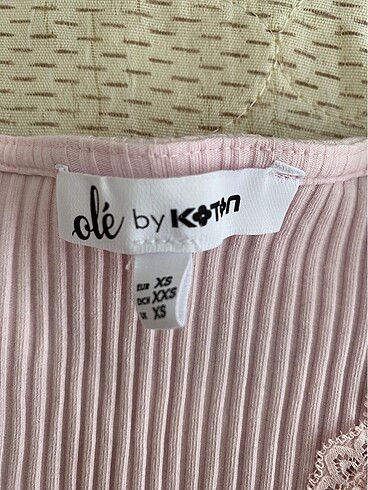 olé by KOTON
EUR XS
DCH XXS
UK XS